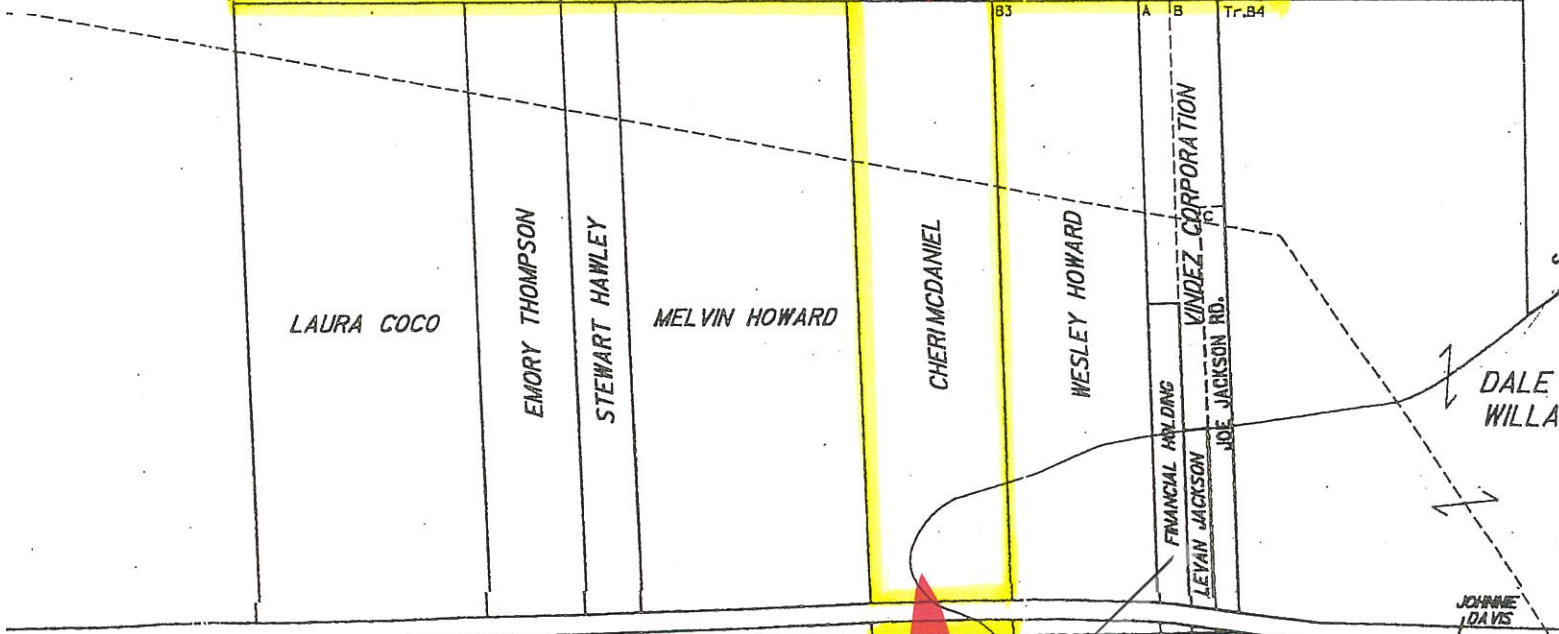 B3
A
B
Tr.B4
LAURA COCO
EMORY THOMPSON
STEWART HAWLEY
MELVIN HOWARD
CHERI MCDANIEL
WESLEY HOWARD
FINANCIAL HOLDING
LEVAN JACKSON
VINDEZ CORPORATION
JOE JACKSON RD.
DALE
WILLA
JOHNNIE
DAVIS